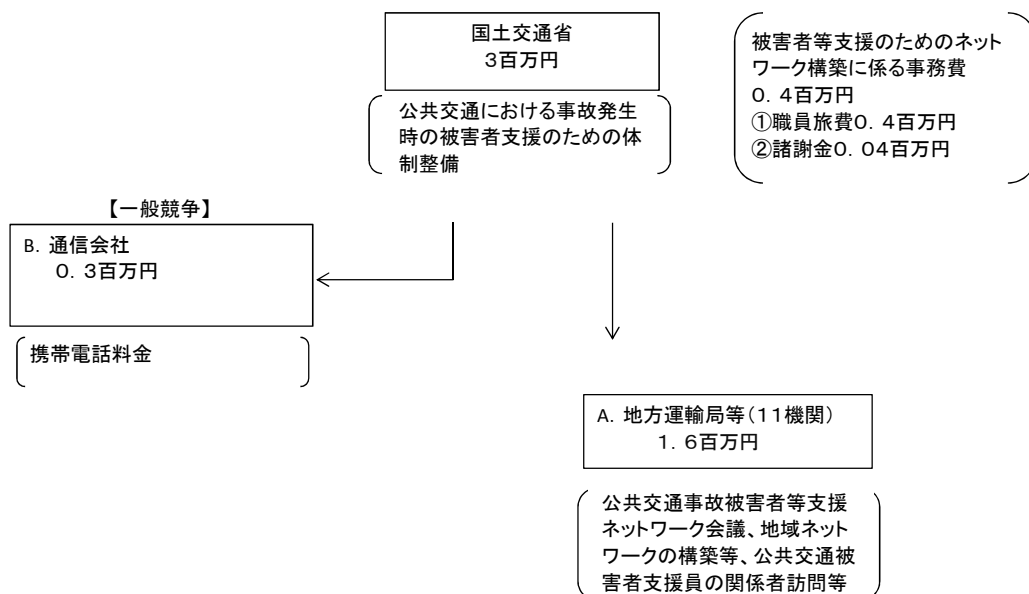 国土交通省
3百万円
公共交通における事故発生
時の被害者支援のための体
制整備
被害者等支援のためのネット
ワーク構築に係る事務費
０．４百万円
①職員旅費０．４百万円
②諸謝金０．０４百万円
【一般競争】
B．通信会社
０．３百万円
携帯電話料金
A．地方運輸局等（１１機関）
１．６百万円
公共交通事故被害者等支援
ネットワーク会議、地域ネット
ワークの構築等、公共交通被
害者支援員の関係者訪問等